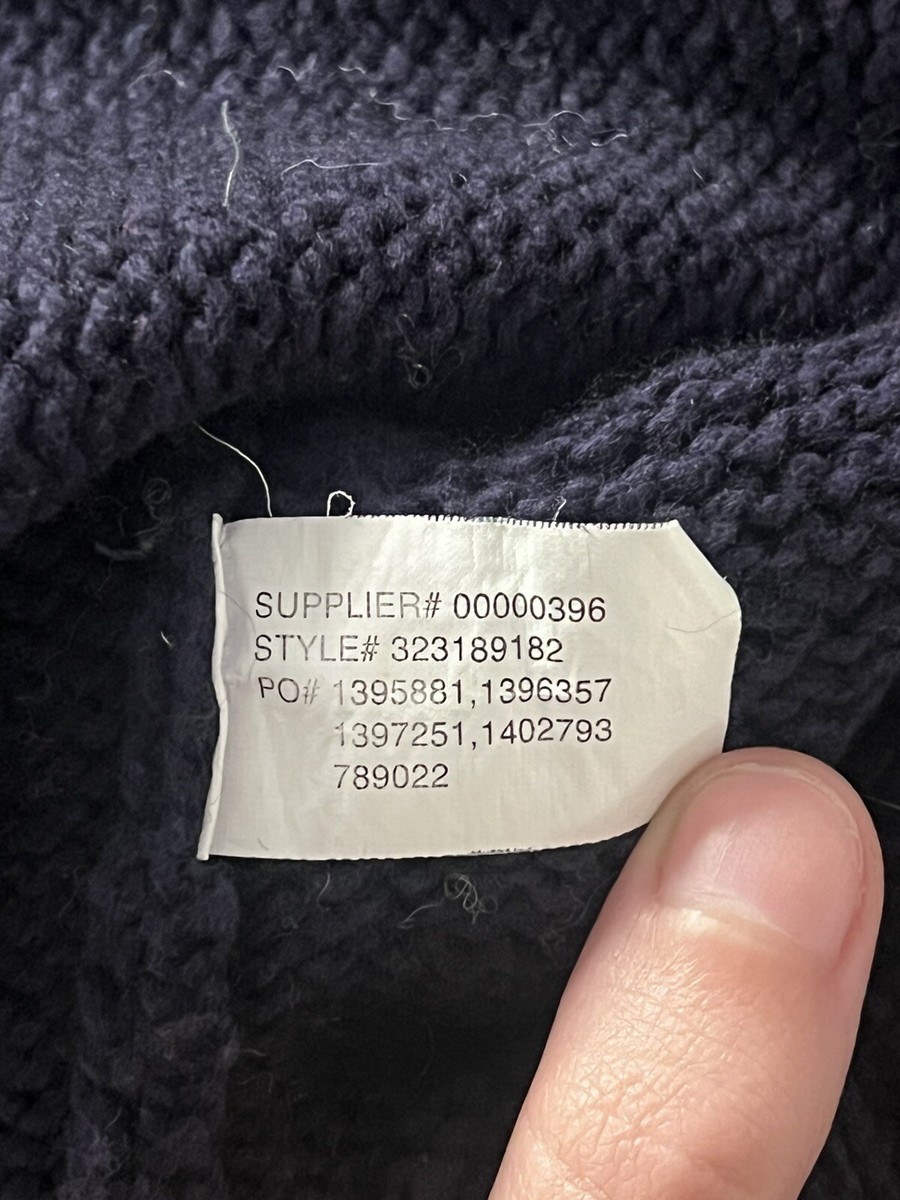 SUPPLIER# 00000396
STYLE# 323189182
PO# 1395881,1396357
1397251,1402793
789022